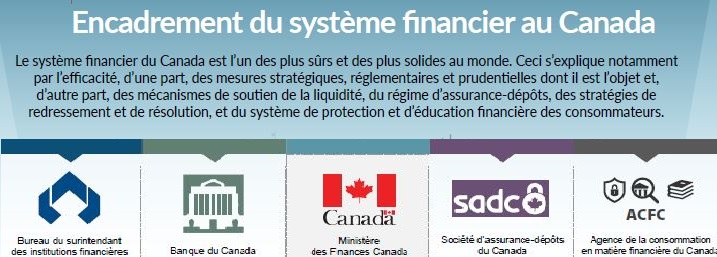 Encadrement du système financier au Canada
Le système financier du Canada est l'un des plus sûrs et des plus solides au monde. Ceci s'explique notamment
par l'efficacité, d'une part, des mesures stratégiques, réglementaires et prudentielles dont il est l'objet et,
d'autre part, des mécanismes de soutien de la liquidité, du régime d'assurance-dépôts, des stratégies de
redressement et de résolution, et du système de protection et d'éducation financière des consommateurs.
Canada
sadc
ACFC
Bureau du surintendant
des institutions financières
Banque du Canada
Ministère
des Finances Canada
Société d'assurance-dépôts
du Canada
Agence de la consommation
en matière financière du Canada